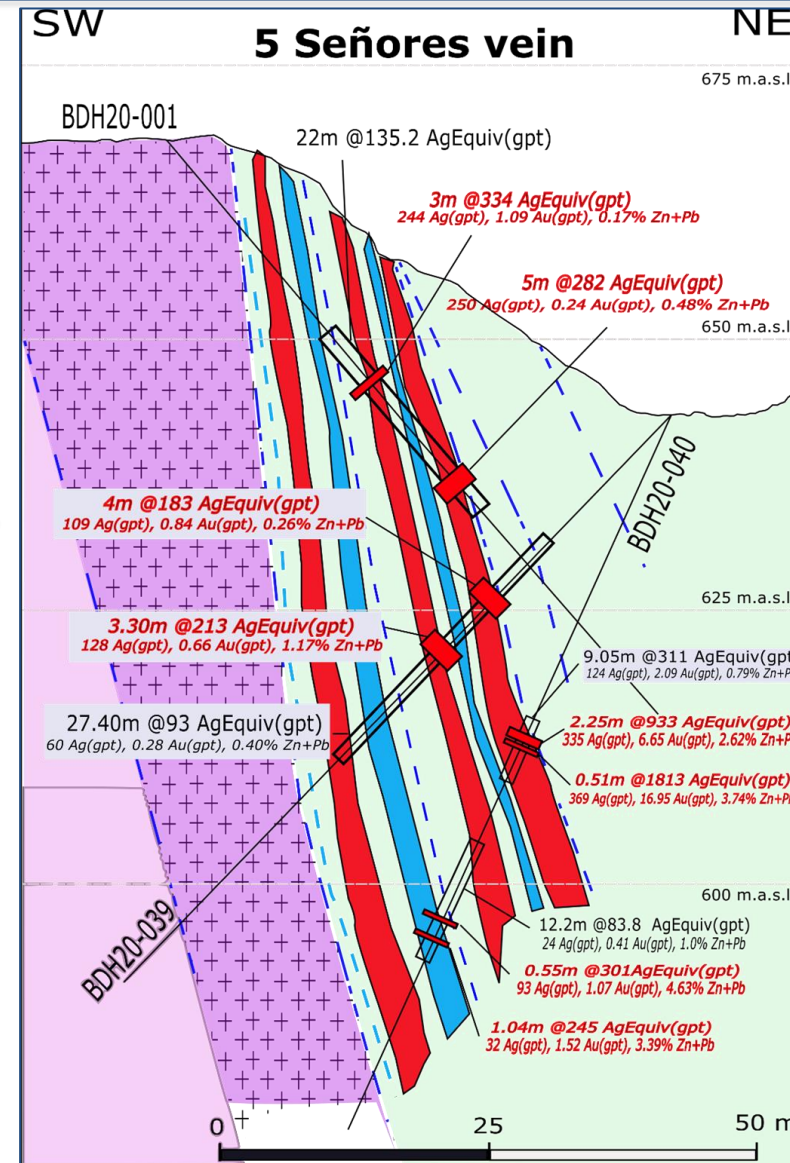 SW
NE
5 Señores vein
675 m.a.s.l
BDH20-001
22m @135.2 AgEquiv(gpt)
3m @334 AgEquiv(gpt)
244 Ag(gpt), 1.09 Au(gpt), 0.17% Zn+Pb
5m @282 AgEquiv(gpt)
250 Ag(gpt), 0.24 Au(gpt), 0.48% Zn+Pb
650 m.a.s.l
BDH20-040
4m @183 AgEquiv(gpt)
109 Ag(gpt), 0.84 Au(gpt), 0.26% Zn+Pb
625 m.a.s.l
3.30m @213 AgEquiv(gpt)
128 Ag(gpt), 0.66 Au(gpt), 1.17% Zn+Pb
9.05m @311 AgEquiv(gpt
124 Ag(gpt), 2.09 Au(gpt), 0.79% Zn+P
27.40m @93 AgEquiv(gpt)
60 Ag(gpt), 0.28 Au(gpt), 0.40% Zn+Pb
2.25m @933 AgEquiv(gpt)
335 Ag(gpt), 6.65 Au(gpt), 2.62% Zn+P
0.51m @1813 AgEquiv(gpt)
369 Ag(gpt), 16.95 Au(gpt), 3.74% Zn+P
600 m.a.s.l
BDH20-039
12.2m @83.8 AgEquiv(gpt)
24 Ag(gpt), 0.41 Au(gpt), 1.0% Zn+Pb
0.55m @301AgEquiv(gpt)
93 Ag(gpt), 1.07 Au(gpt), 4.63% Zn+Pb
1.04m @245 AgEquiv(gpt)
32 Ag(gpt), 1.52 Au(gpt), 3.39% Zn+Pb
0 25 50 m